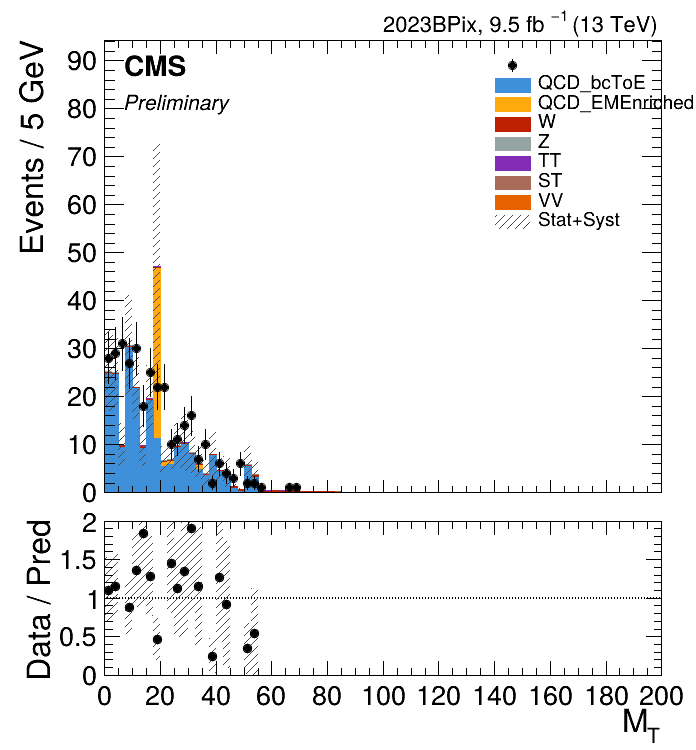 2023BPix, 9.5 fb⁻¹ (13 TeV)
CMS
Preliminary
QCD_bcToE
QCD_EMEnriched
W
Z
TT
ST
VV
Stat+Syst
Events / 5 GeV
90
80
70
60
50
40
30
20
10
0
Data / Pred
2
1.5
1
0.5
0
0 20 40 60 80 100 120 140 160 180 200
M_T